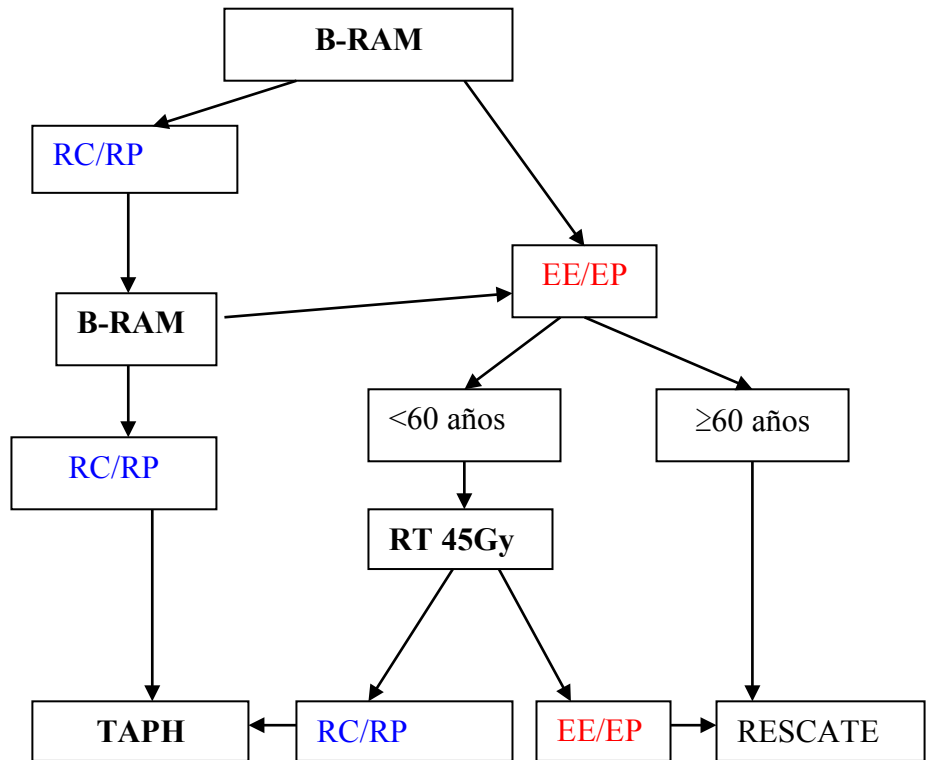 B-RAM
RC/RP
EE/EP
B-RAM
<60 años
≥60 años
RC/RP
RT 45Gy
TAPH
RC/RP
EE/EP
RESCATE